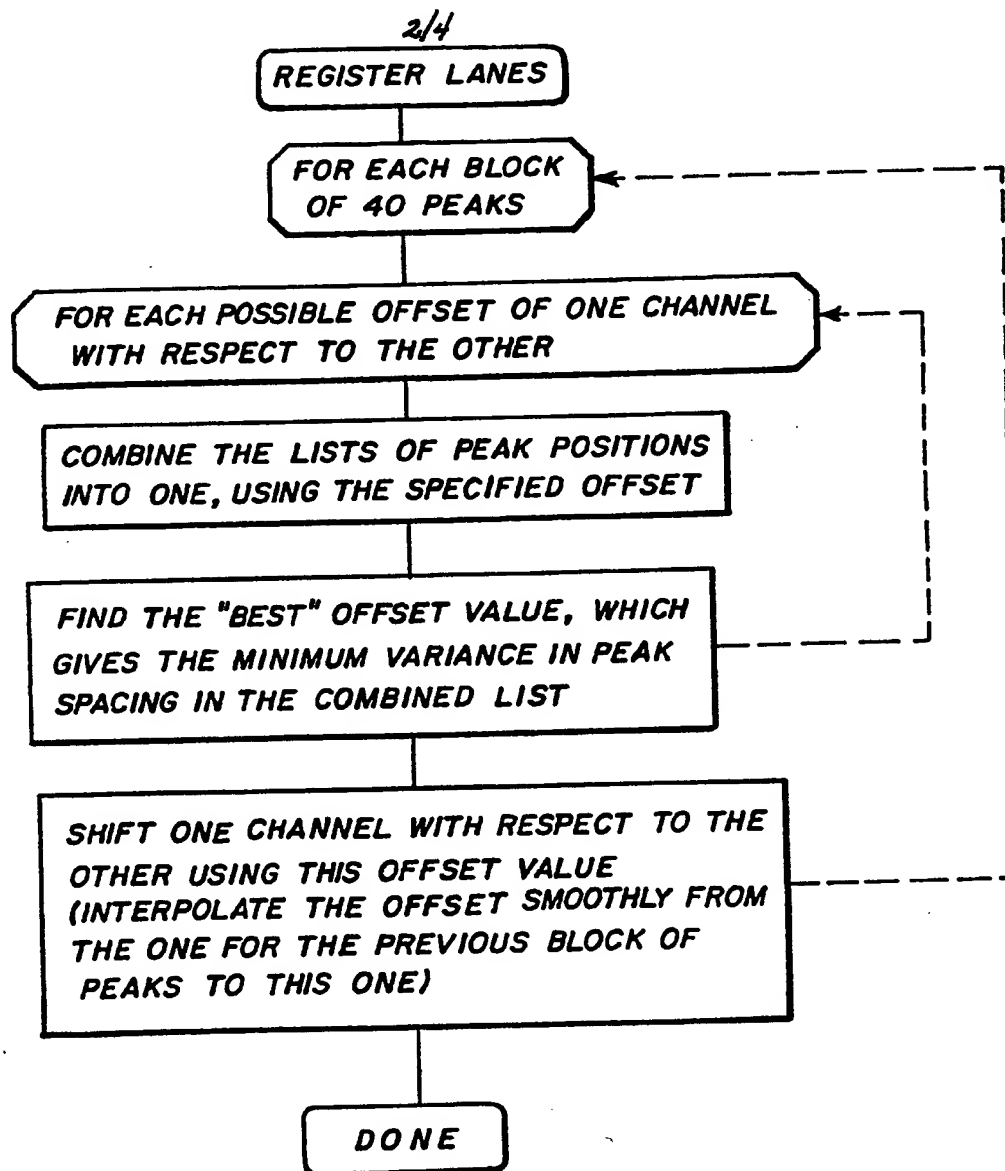 2/4
REGISTER LANES
FOR EACH BLOCK
OF 40 PEAKS
FOR EACH POSSIBLE OFFSET OF ONE CHANNEL
WITH RESPECT TO THE OTHER
COMBINE THE LISTS OF PEAK POSITIONS
INTO ONE, USING THE SPECIFIED OFFSET
FIND THE "BEST" OFFSET VALUE, WHICH
GIVES THE MINIMUM VARIANCE IN PEAK
SPACING IN THE COMBINED LIST
SHIFT ONE CHANNEL WITH RESPECT TO THE
OTHER USING THIS OFFSET VALUE
(INTERPOLATE THE OFFSET SMOOTHLY FROM
THE ONE FOR THE PREVIOUS BLOCK OF
PEAKS TO THIS ONE)
DONE